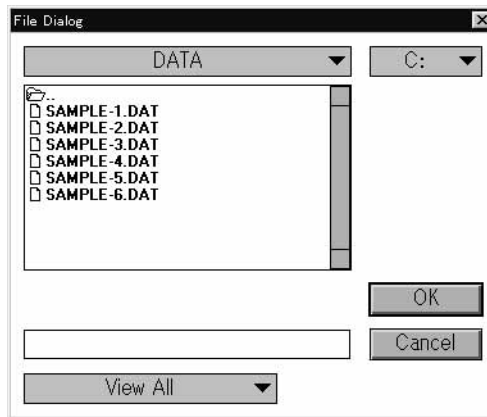 File Dialog
DATA
C:
..
SAMPLE-1.DAT
SAMPLE-2.DAT
SAMPLE-3.DAT
SAMPLE-4.DAT
SAMPLE-5.DAT
SAMPLE-6.DAT
OK
Cancel
View All